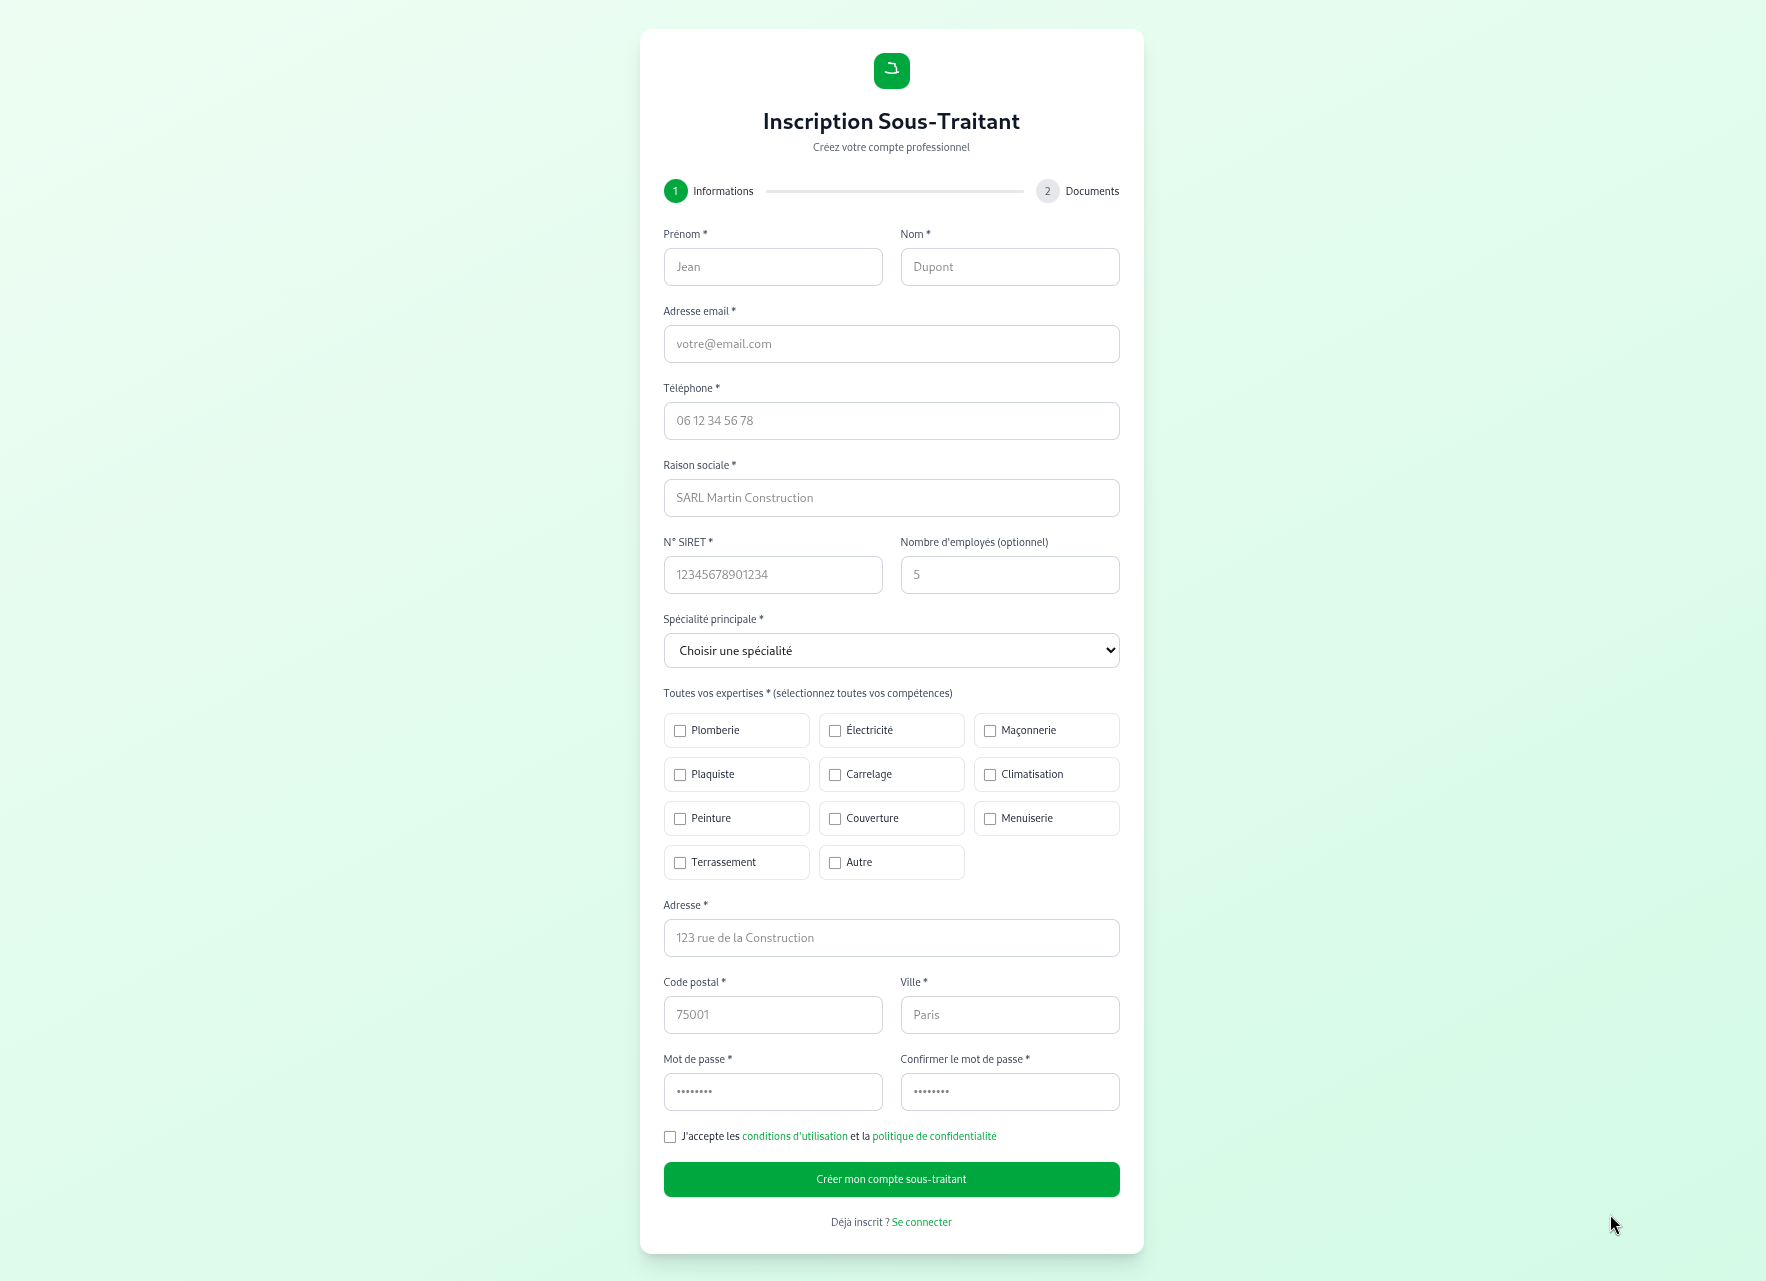 Inscription Sous-Traitant
Créez votre compte professionnel
1 Informations 2 Documents
Prénom * Nom *
Jean Dupont
Adresse email *
votre@email.com
Téléphone *
06 12 34 56 78
Raison sociale *
SARL Martin Construction
N° SIRET * Nombre d'employés (optionnel)
12345678901234 5
Spécialité principale *
Choisir une spécialité
Toutes vos expertises * (sélectionnez toutes vos compétences)
Plomberie Électricité Maçonnerie
Plaquiste Carrelage Climatisation
Peinture Couverture Menuiserie
Terrassement Autre
Adresse *
123 rue de la Construction
Code postal * Ville *
75001 Paris
Mot de passe * Confirmer le mot de passe *
•••••••• ••••••••
J'accepte les conditions d'utilisation et la politique de confidentialité
Créer mon compte sous-traitant
Déjà inscrit ? Se connecter